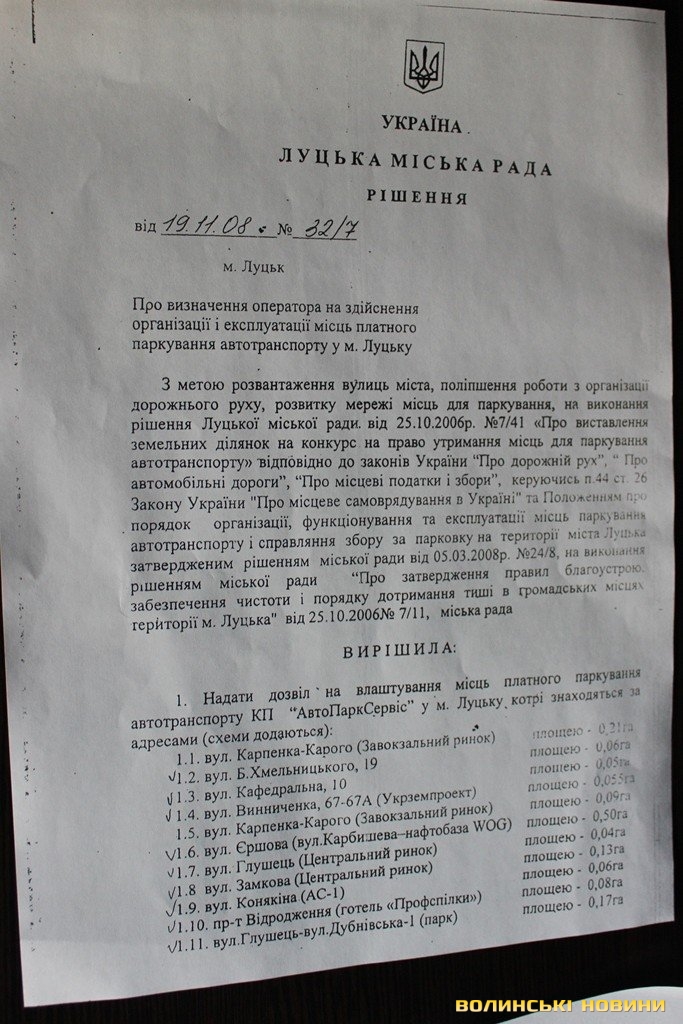 УКРАЇНА
ЛУЦЬКА МІСЬКА РАДА
РІШЕННЯ
від 19.11.08. № 32/7
м. Луцьк
Про визначення оператора на здійснення
організації і експлуатації місць платного
паркування автотранспорту у м. Луцьку
З метою розвантаження вулиць міста, поліпшення роботи з організації
дорожнього руху, розвитку мережі місць для паркування, на виконання
рішення Луцької міської ради від 25.10.2006р. №7/41 «Про виставлення
земельних ділянок на конкурс на право утримання місць для паркування
автотранспорту» відповідно до законів України “Про дорожній рух”, “ Про
автомобільні дороги”, “Про місцеві податки і збори”, керуючись п.44 ст. 26
Закону України "Про місцеве самоврядування в Україні" та Положенням про
порядок організації, функціонування та експлуатації місць паркування
автотранспорту і справляння збору за парковку на території міста Луцька
затвердженим рішенням міської ради від 05.03.2008р. №24/8, на виконання
рішенням міської ради “Про затвердження правил благоустрою,
забезпечення чистоти і порядку дотримання тиші в громадських місцях
території м. Луцька" від 25.10.2006№ 7/11, міська рада
ВИРІШИЛА:
1. Надати дозвіл на влаштування місць платного паркування
автотранспорту КП “АвтоПаркСервіс” у м. Луцьку котрі знаходяться за
адресами (схеми додаються):
1.1. вул. Карпенка-Карого (Завокзальний ринок) площею - 0,21га
1.2. вул. Б.Хмельницького, 19 площею - 0,06га
1.3. вул. Кафедральна, 10 площею - 0,05га
1.4. вул. Винниченка, 67-67А (Укрземпроект) площею - 0,055га
1.5. вул. Карпенка-Карого (Завокзальний ринок) площею - 0,09га
1.6. вул. Єршова (вул.Карбишева–нафтобаза WOG) площею - 0,50га
1.7. вул. Глушець (Центральний ринок) площею - 0,04га
1.8 вул. Замкова (Центральний ринок) площею - 0,13га
1.9. вул. Конякіна (АС-1) площею - 0,06га
1.10. пр-т Відродження (готель «Профспілки») площею - 0,08га
1.11. вул.Глушець-вул.Дубнівська-1 (парк) площею - 0,17га
ВОЛИНСЬКІ НОВИНИ